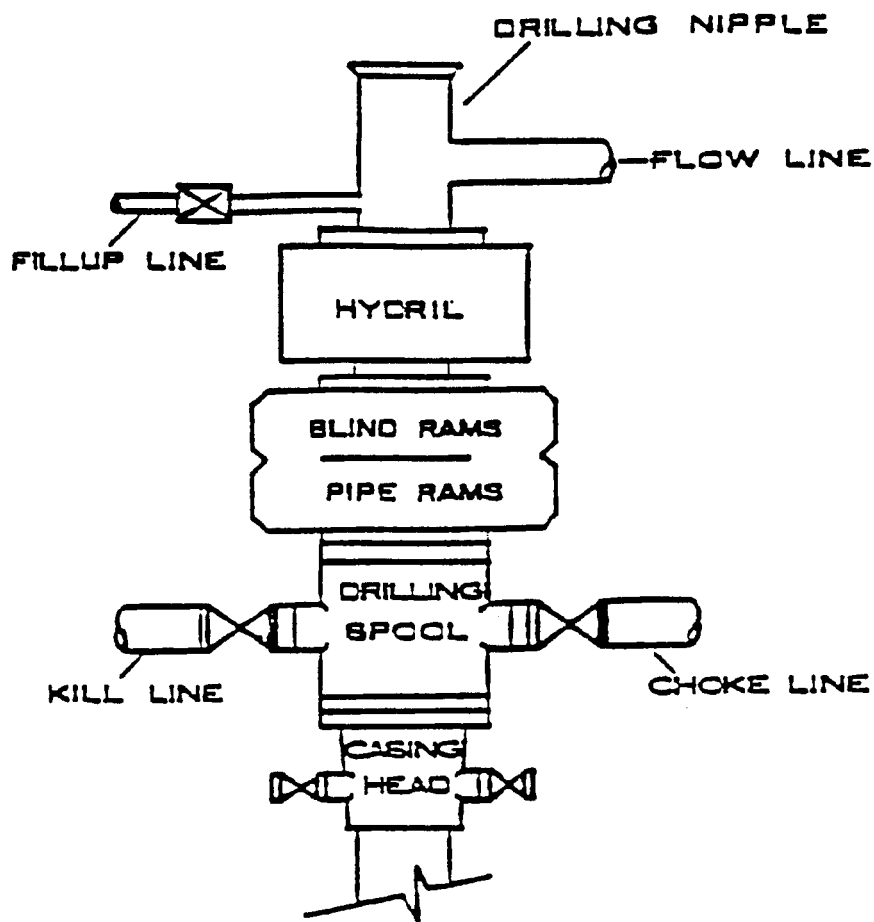 DRILLING NIPPLE
FLOW LINE
FILLUP LINE
HYDRIL
BLIND RAMS
PIPE RAMS
DRILLING
SPOOL
KILL LINE
CHOKE LINE
CASING
HEAD